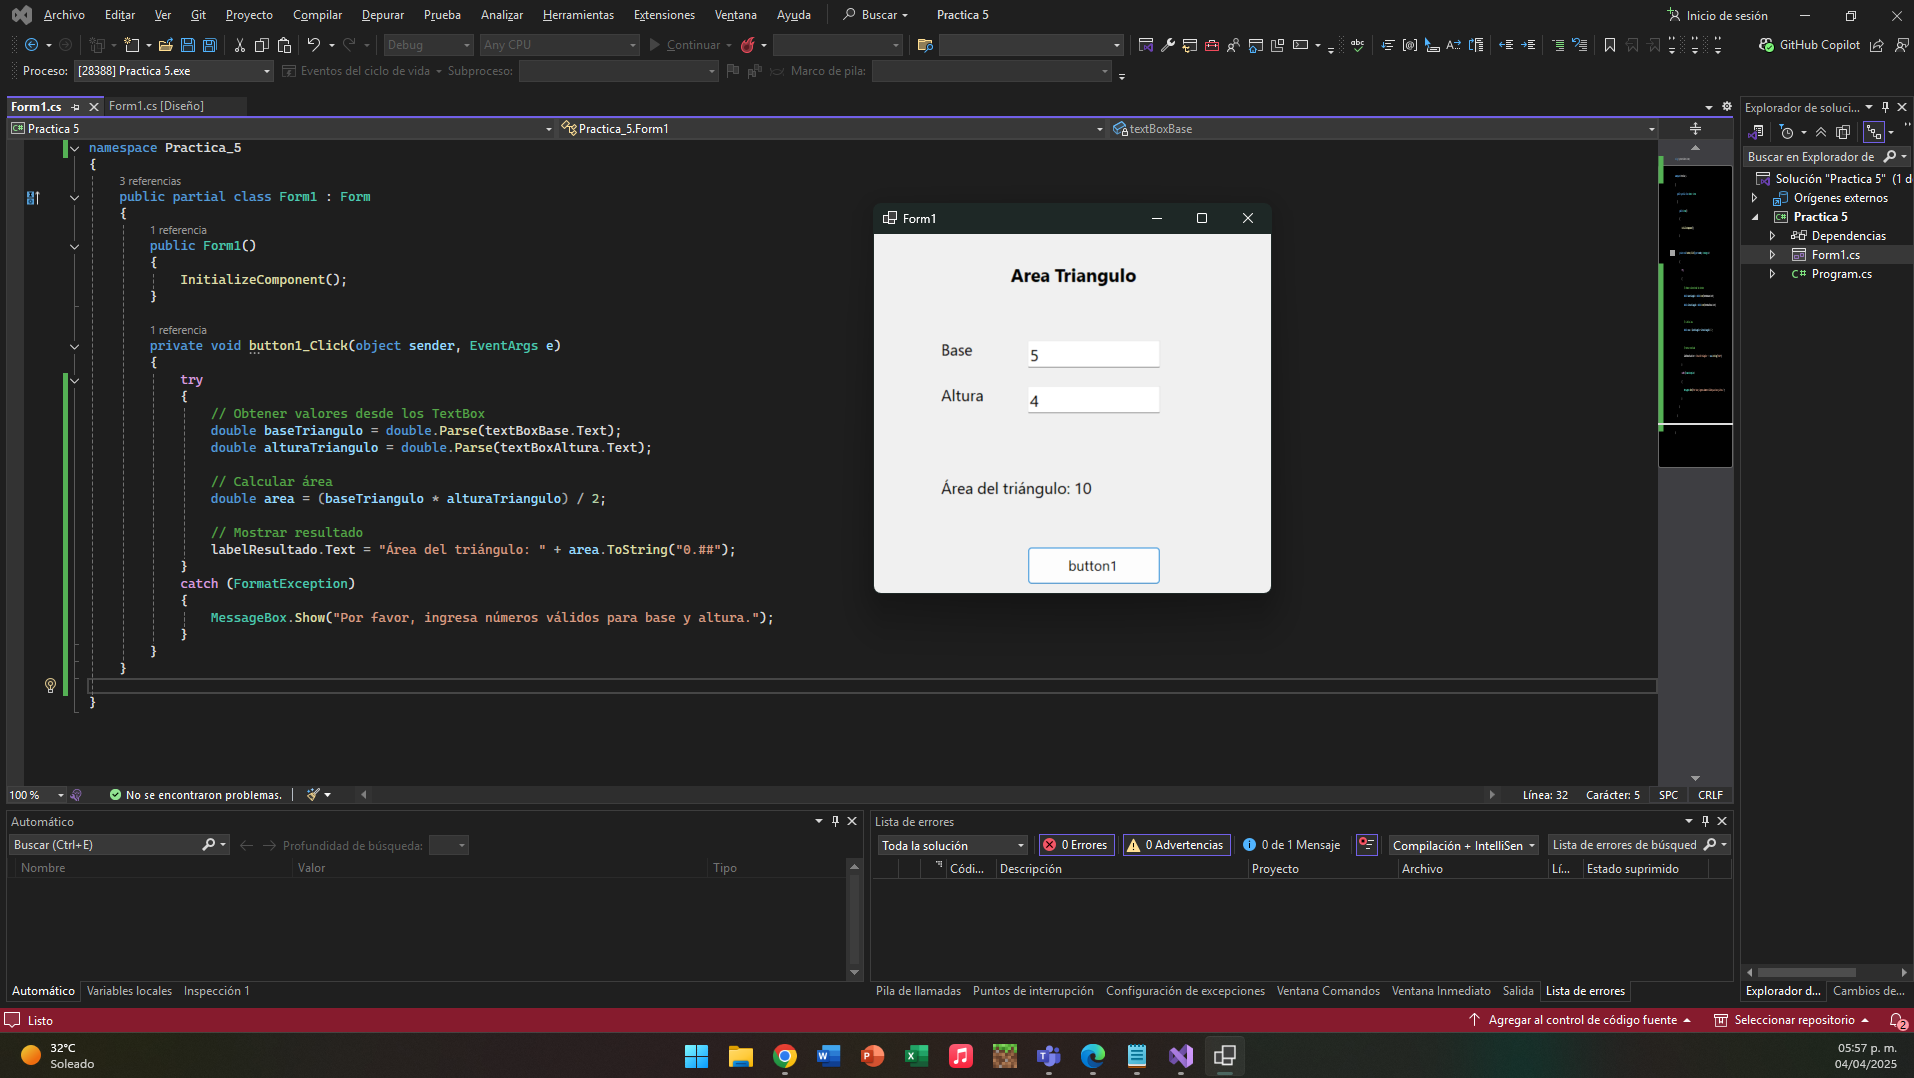 Archivo Editar Ver Git Proyecto Compilar Depurar Prueba Analizar Herramientas Extensiones Ventana Ayuda Buscar Practica 5 Inicio de sesión
Debug Any CPU Continuar GitHub Copilot
Proceso: [28388] Practica 5.exe Eventos del ciclo de vida Subproceso: Marco de pila:
Form1.cs Form1.cs [Diseño]
Practica 5 Practica_5.Form1 textBoxBase
namespace Practica_5
{
3 referencias
public partial class Form1 : Form
{
1 referencia
public Form1()
{
InitializeComponent();
}
1 referencia
private void button1_Click(object sender, EventArgs e)
{
try
{
// Obtener valores desde los TextBox
double baseTriangulo = double.Parse(textBoxBase.Text);
double alturaTriangulo = double.Parse(textBoxAltura.Text);
// Calcular área
double area = (baseTriangulo * alturaTriangulo) / 2;
// Mostrar resultado
labelResultado.Text = "Área del triángulo: " + area.ToString("0.##");
}
catch (FormatException)
{
MessageBox.Show("Por favor, ingresa números válidos para base y altura.");
}
}
}
}
Form1
Area Triangulo
Base 5
Altura 4
Área del triángulo: 10
button1
Explorador de soluci...
Buscar en Explorador de
Solución "Practica 5" (1 d
Orígenes externos
Practica 5
Dependencias
Form1.cs
C# Program.cs
100 % No se encontraron problemas. Línea: 32 Carácter: 5 SPC CRLF
Automático
Buscar (Ctrl+E) Profundidad de búsqueda:
Nombre Valor Tipo
Automático Variables locales Inspección 1
Lista de errores
Toda la solución 0 Errores 0 Advertencias 0 de 1 Mensaje Compilación + IntelliSen Lista de errores de búsqued
Códi... Descripción Proyecto Archivo Lí... Estado suprimido
Pila de llamadas Puntos de interrupción Configuración de excepciones Ventana Comandos Ventana Inmediato Salida Lista de errores
Explorador d... Cambios de...
Listo Agregar al control de código fuente Seleccionar repositorio 2
32°C
Soleado
05:57 p. m.
04/04/2025